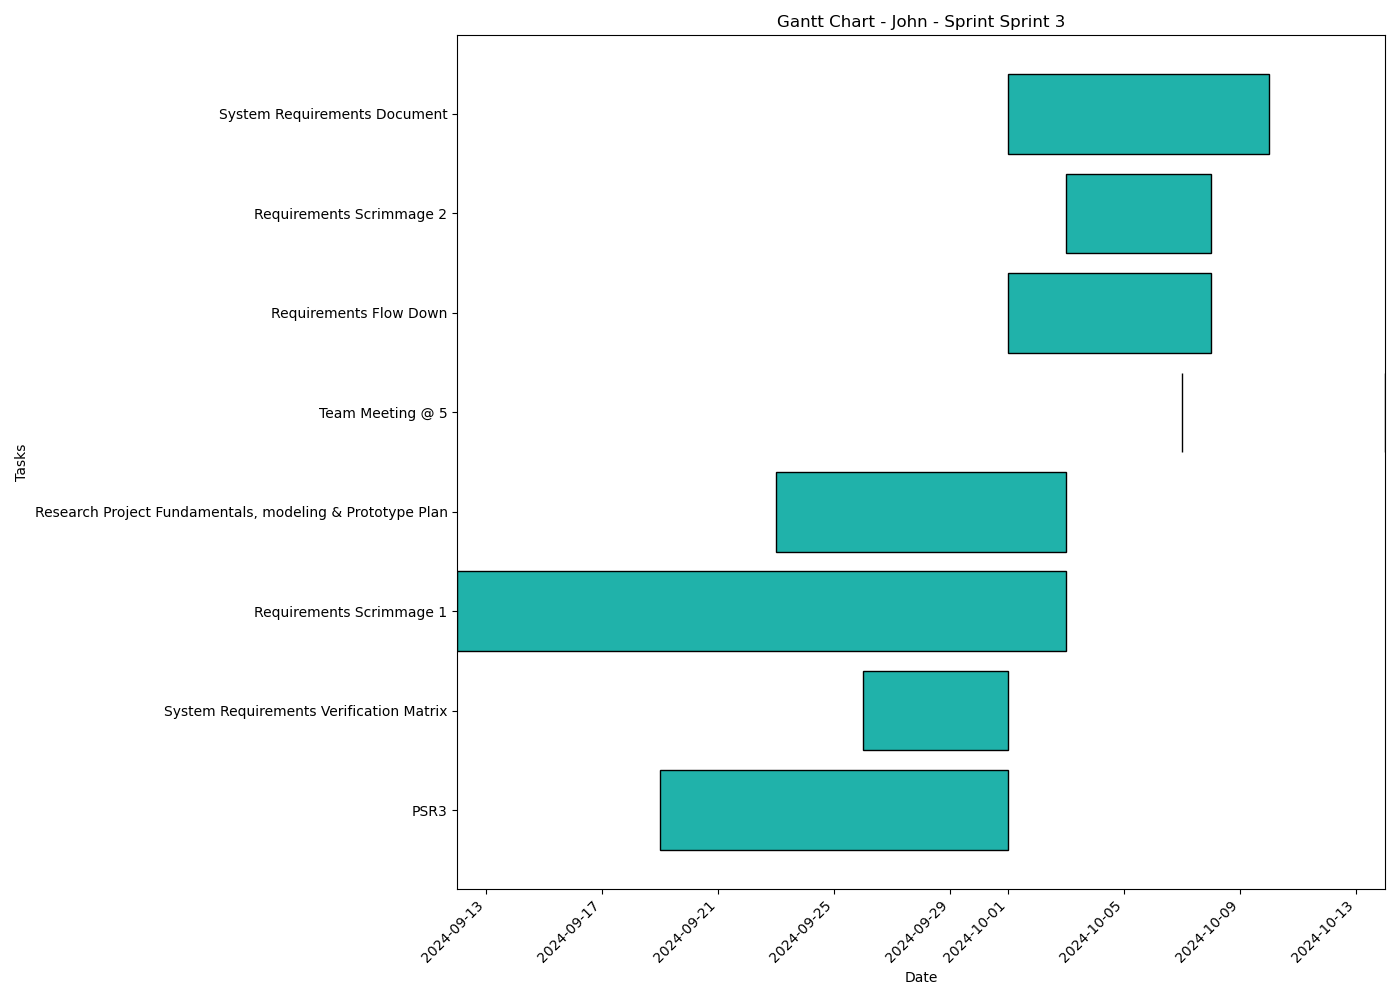 Gantt Chart - John - Sprint Sprint 3
System Requirements Document
Requirements Scrimmage 2
Requirements Flow Down
Team Meeting @ 5
Research Project Fundamentals, modeling & Prototype Plan
Requirements Scrimmage 1
System Requirements Verification Matrix
PSR3
Tasks
2024-09-13
2024-09-17
2024-09-21
2024-09-25
2024-09-29
2024-10-01
2024-10-05
2024-10-09
2024-10-13
Date